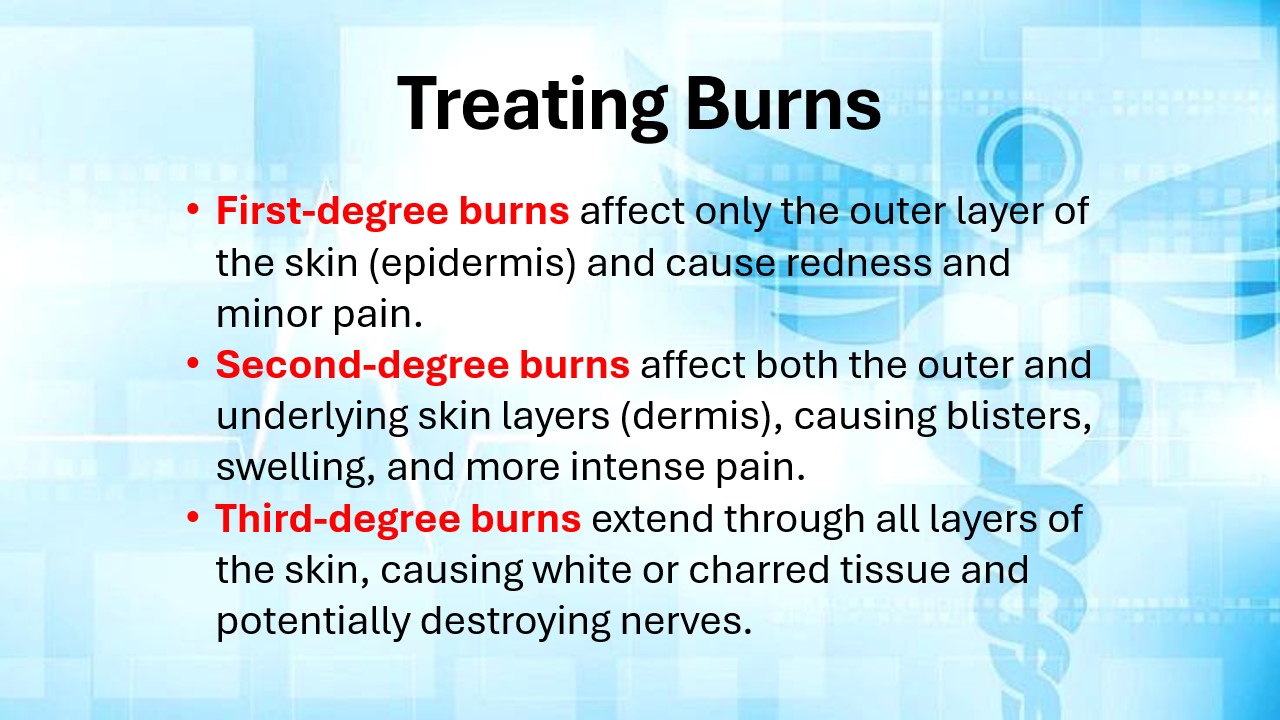 Treating Burns
• First-degree burns affect only the outer layer of
the skin (epidermis) and cause redness and
minor pain.
• Second-degree burns affect both the outer and
underlying skin layers (dermis), causing blisters,
swelling, and more intense pain.
• Third-degree burns extend through all layers of
the skin, causing white or charred tissue and
potentially destroying nerves.